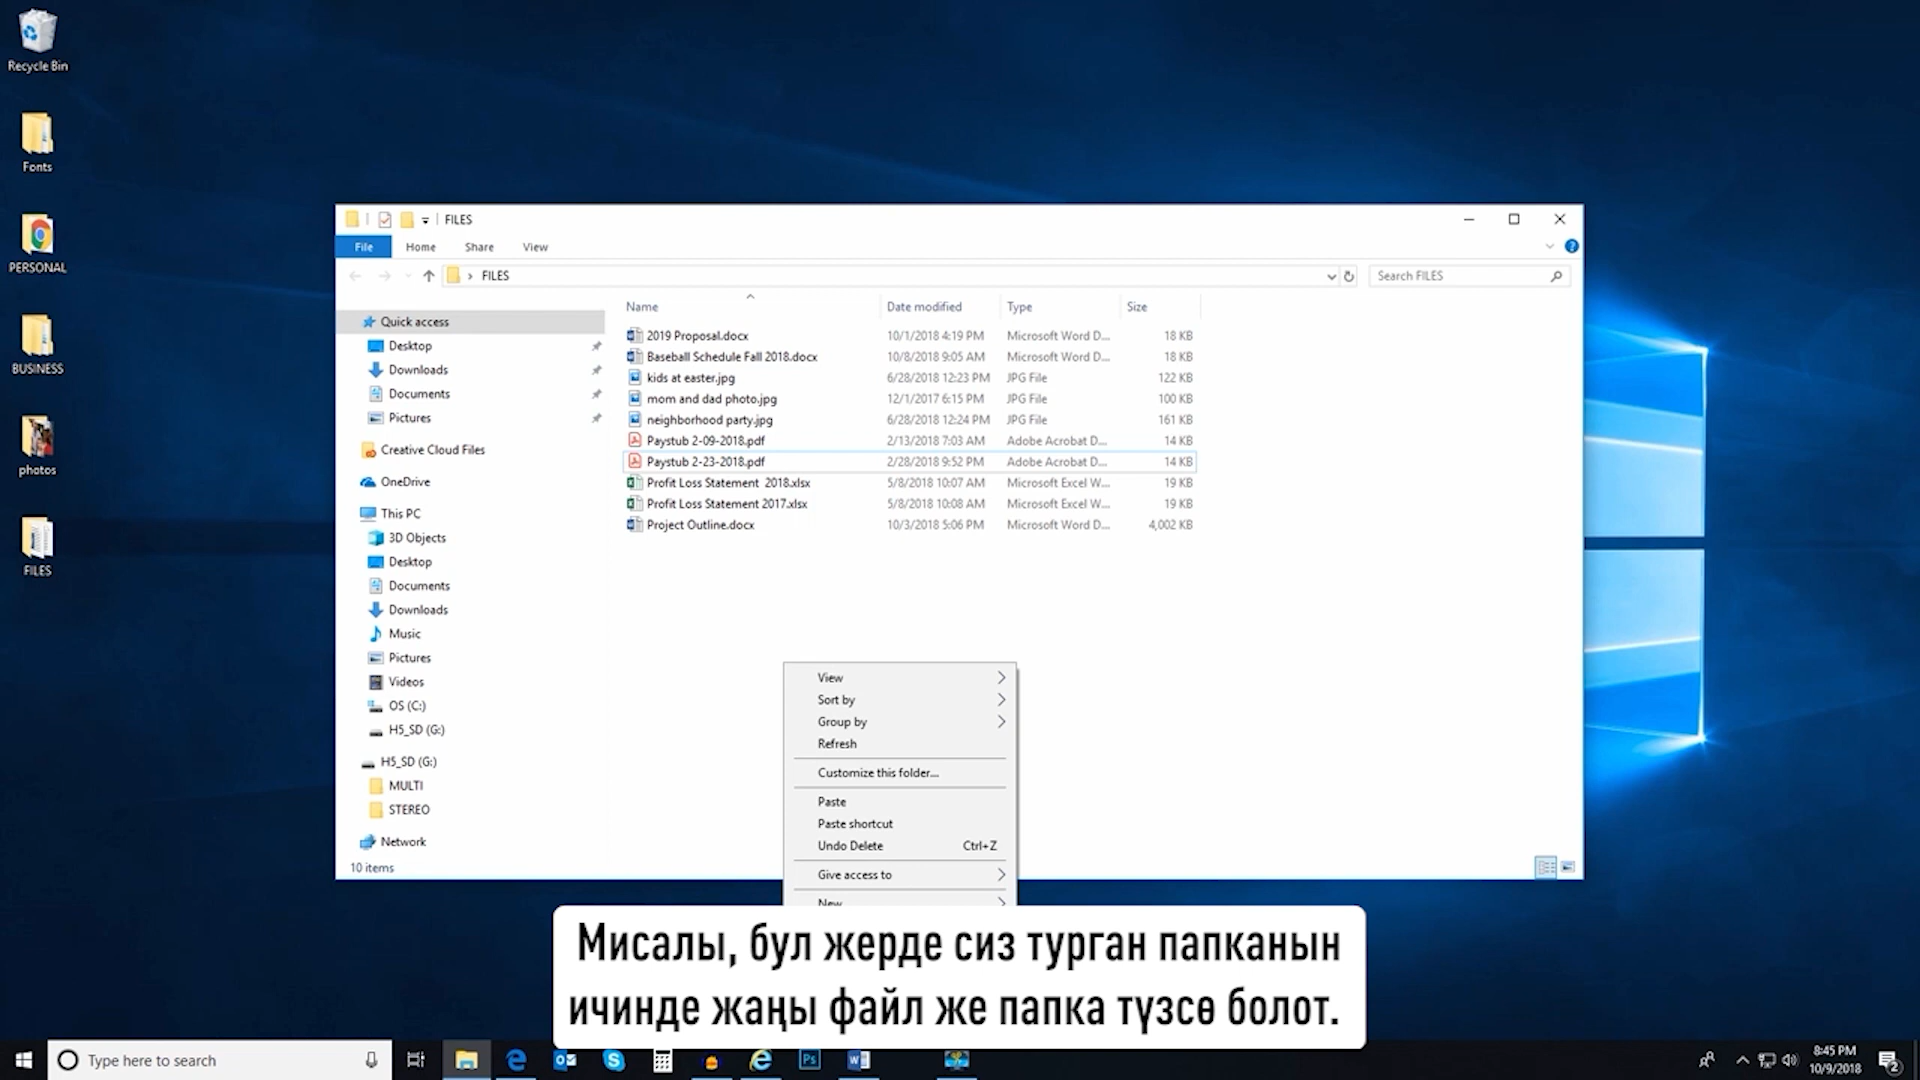 Recycle Bin
Fonts
PERSONAL
BUSINESS
photos
FILES
FILES
File Home Share View
FILES
Search FILES
Quick access
Desktop
Downloads
Documents
Pictures
Creative Cloud Files
OneDrive
This PC
3D Objects
Desktop
Documents
Downloads
Music
Pictures
Videos
OS (C:)
H5_SD (G:)
H5_SD (G:)
MULTI
STEREO
Network
10 items
Name Date modified Type Size
2019 Proposal.docx 10/1/2018 4:19 PM Microsoft Word D... 18 KB
Baseball Schedule Fall 2018.docx 10/8/2018 9:05 AM Microsoft Word D... 18 KB
kids at easter.jpg 6/28/2018 12:23 PM JPG File 122 KB
mom and dad photo.jpg 12/1/2017 6:15 PM JPG File 100 KB
neighborhood party.jpg 6/28/2018 12:24 PM JPG File 161 KB
Paystub 2-09-2018.pdf 2/13/2018 7:03 AM Adobe Acrobat D... 14 KB
Paystub 2-23-2018.pdf 2/28/2018 9:52 PM Adobe Acrobat D... 14 KB
Profit Loss Statement 2018.xlsx 5/8/2018 10:07 AM Microsoft Excel W... 19 KB
Profit Loss Statement 2017.xlsx 5/8/2018 10:08 AM Microsoft Excel W... 19 KB
Project Outline.docx 10/3/2018 5:06 PM Microsoft Word D... 4,002 KB
View
Sort by
Group by
Refresh
Customize this folder...
Paste
Paste shortcut
Undo Delete Ctrl+Z
Give access to
New
Мисалы, бул жерде сиз турган папканын
ичинде жаңы файл же папка түзсө болот.
Type here to search
Ps
8:45 PM
10/9/2018
2